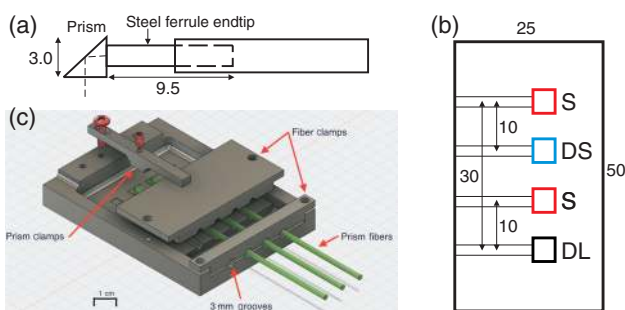 (a)
Prism
Steel ferrule endtip
3.0
9.5
(b)
25
S
10
DS
30
50
S
10
DL
(c)
Fiber clamps
Prism clamps
Prism fibers
1 cm
3 mm grooves